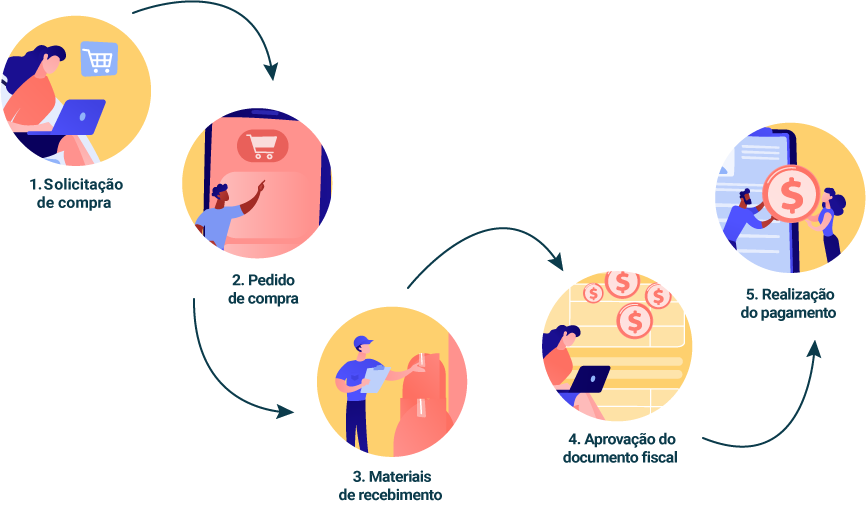 1. Solicitação
de compra
2. Pedido
de compra
3. Materiais
de recebimento
4. Aprovação do
documento fiscal
5. Realização
do pagamento
$
$
$
$
$